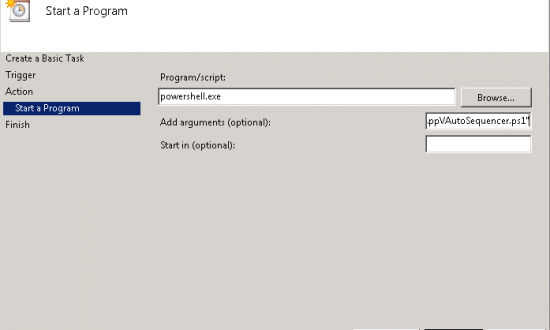 Start a Program
Create a Basic Task
Trigger
Action
Start a Program
Finish
Program/script:
powershell.exe
Browse...
Add arguments (optional):
.ppVAutoSequencer.ps1"
Start in (optional):